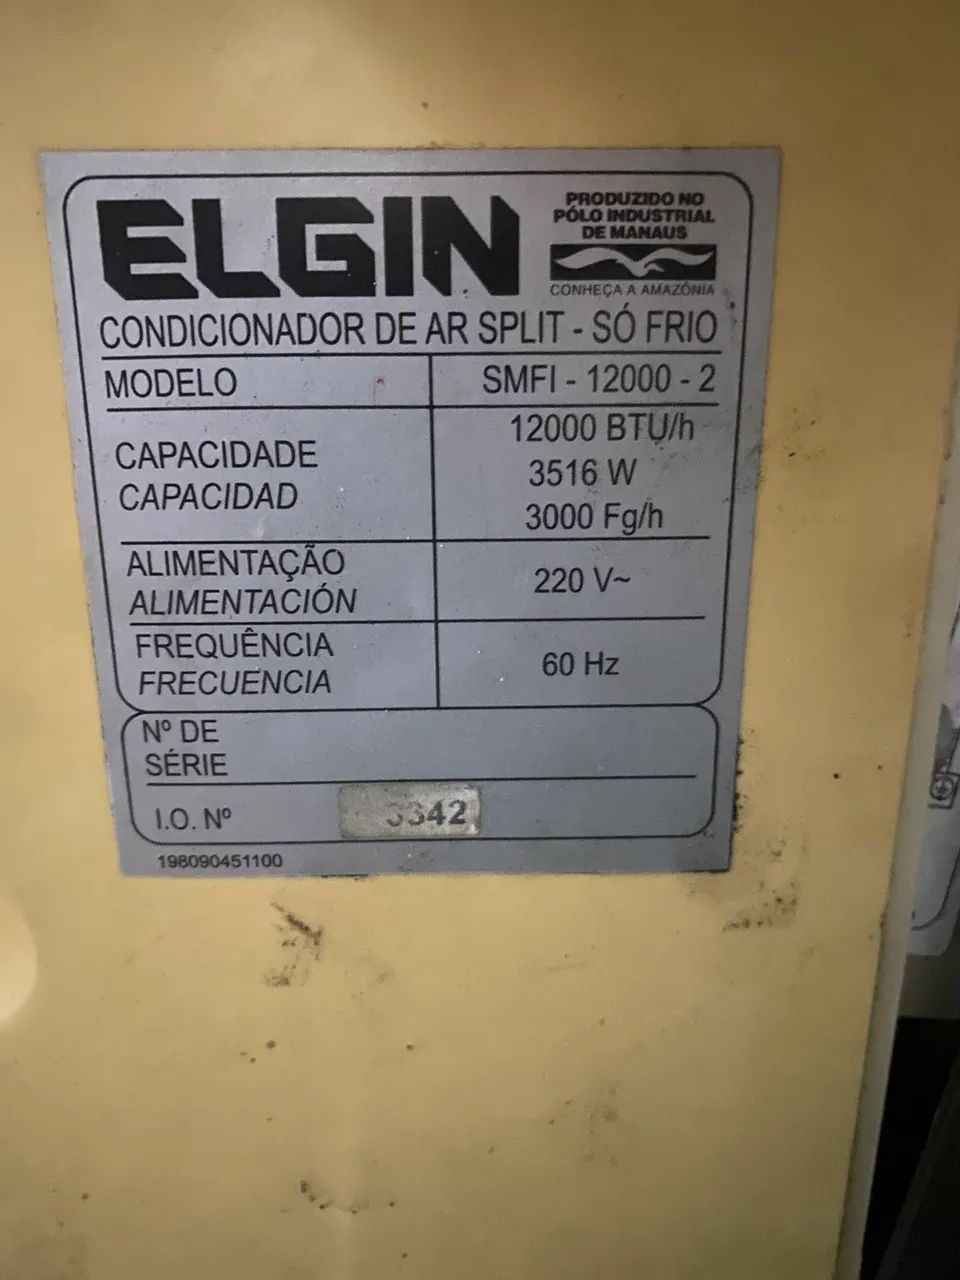 ELGIN
PRODUZIDO NO
PÓLO INDUSTRIAL
DE MANAUS
CONHEÇA A AMAZÔNIA
CONDICIONADOR DE AR SPLIT - SÓ FRIO
MODELO SMFI - 12000 - 2
CAPACIDADE
CAPACIDAD
12000 BTU/h
3516 W
3000 Fg/h
ALIMENTAÇÃO
ALIMENTACIÓN
220 V~
FREQUÊNCIA
FRECUENCIA
60 Hz
Nº DE
SÉRIE
I.O. Nº 3342
198090451100